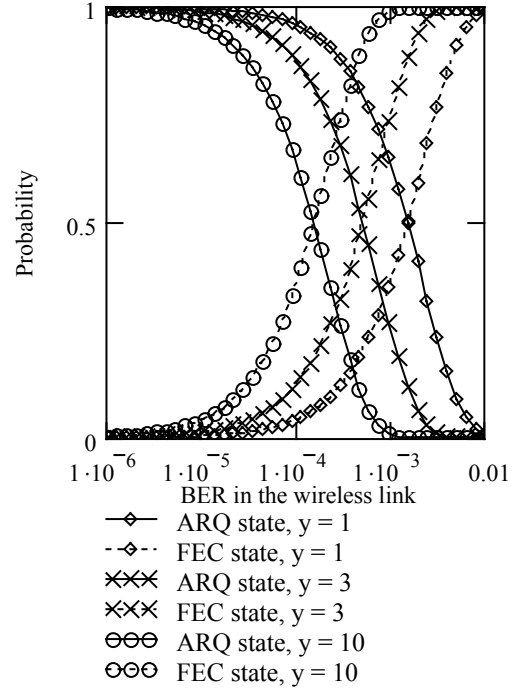 1
Probability
0.5
0
1·10⁻⁶ 1·10⁻⁵ 1·10⁻⁴ 1·10⁻³ 0.01
BER in the wireless link
ARQ state, y = 1
FEC state, y = 1
ARQ state, y = 3
FEC state, y = 3
ARQ state, y = 10
FEC state, y = 10